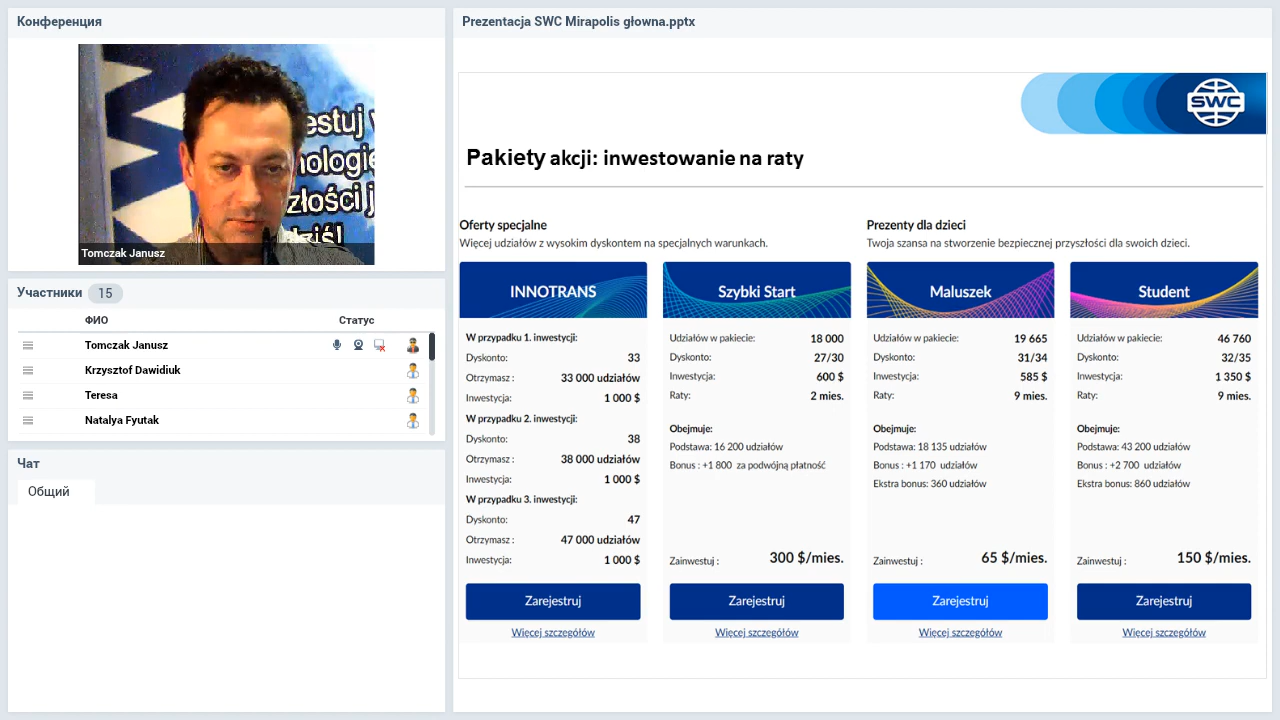 Конференция
estuj w
nologie
złości j
dziś!
Tomczak Janusz
Участники 15
ФИО Статус
Tomczak Janusz
Krzysztof Dawidiuk
Teresa
Natalya Fyutak
Чат
Общий
Prezentacja SWC Mirapolis głowna.pptx
SWC
Pakiety akcji: inwestowanie na raty
Oferty specjalne
Więcej udziałów z wysokim dyskontem na specjalnych warunkach.
INNOTRANS
W przypadku 1. inwestycji:
Dyskonto: 33
Otrzymasz : 33 000 udziałów
Inwestycja: 1 000 $
W przypadku 2. inwestycji:
Dyskonto: 38
Otrzymasz : 38 000 udziałów
Inwestycja: 1 000 $
W przypadku 3. inwestycji:
Dyskonto: 47
Otrzymasz : 47 000 udziałów
Inwestycja: 1 000 $
Zarejestruj
Więcej szczegółów
Szybki Start
Udziałów w pakiecie: 18 000
Dyskonto: 27/30
Inwestycja: 600 $
Raty: 2 mies.
Obejmuje:
Podstawa: 16 200 udziałów
Bonus : +1 800 za podwójną płatność
Zainwestuj : 300 $/mies.
Zarejestruj
Więcej szczegółów
Prezenty dla dzieci
Twoja szansa na stworzenie bezpiecznej przyszłości dla swoich dzieci.
Maluszek
Udziałów w pakiecie: 19 665
Dyskonto: 31/34
Inwestycja: 585 $
Raty: 9 mies.
Obejmuje:
Podstawa: 18 135 udziałów
Bonus : +1 170 udziałów
Ekstra bonus: 360 udziałów
Zainwestuj : 65 $/mies.
Zarejestruj
Więcej szczegółów
Student
Udziałów w pakiecie: 46 760
Dyskonto: 32/35
Inwestycja: 1 350 $
Raty: 9 mies.
Obejmuje:
Podstawa: 43 200 udziałów
Bonus : +2 700 udziałów
Ekstra bonus: 860 udziałów
Zainwestuj : 150 $/mies.
Zarejestruj
Więcej szczegółów